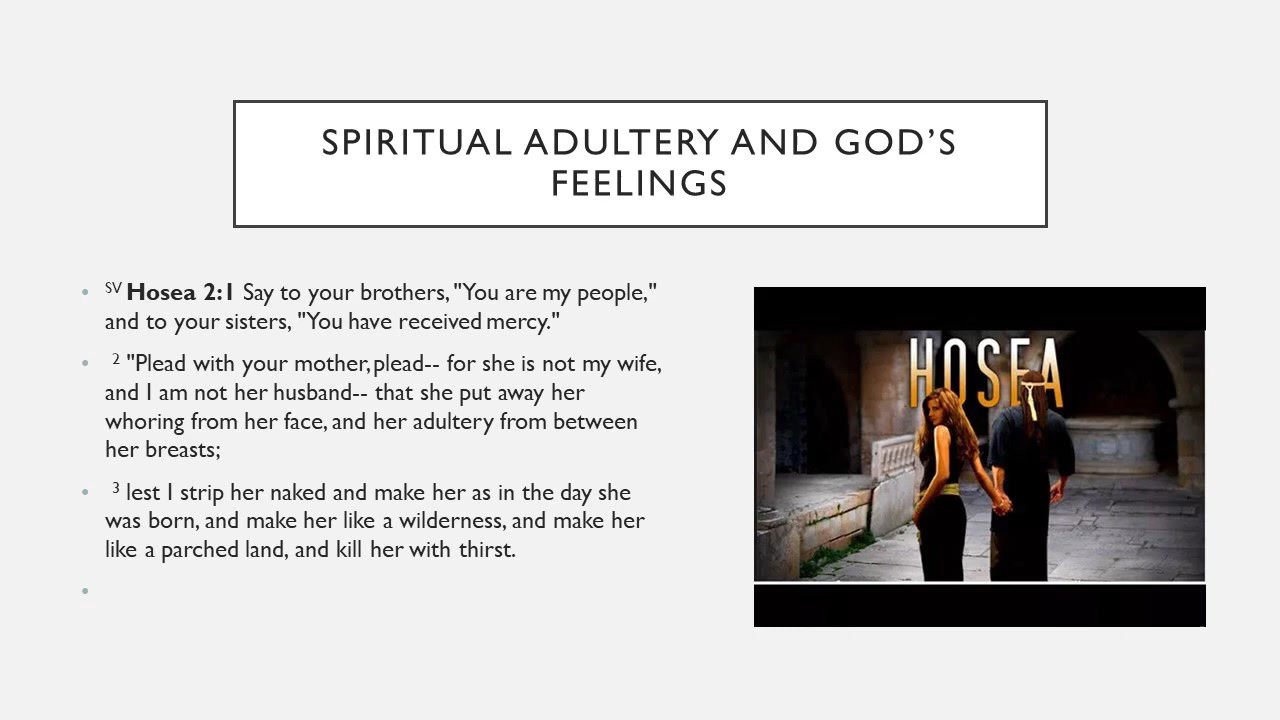 SPIRITUAL ADULTERY AND GOD’S
FEELINGS
• SV Hosea 2:1 Say to your brothers, "You are my people,"
and to your sisters, "You have received mercy."
• 2 "Plead with your mother, plead-- for she is not my wife,
and I am not her husband-- that she put away her
whoring from her face, and her adultery from between
her breasts;
• 3 lest I strip her naked and make her as in the day she
was born, and make her like a wilderness, and make her
like a parched land, and kill her with thirst.
•
HOSEA